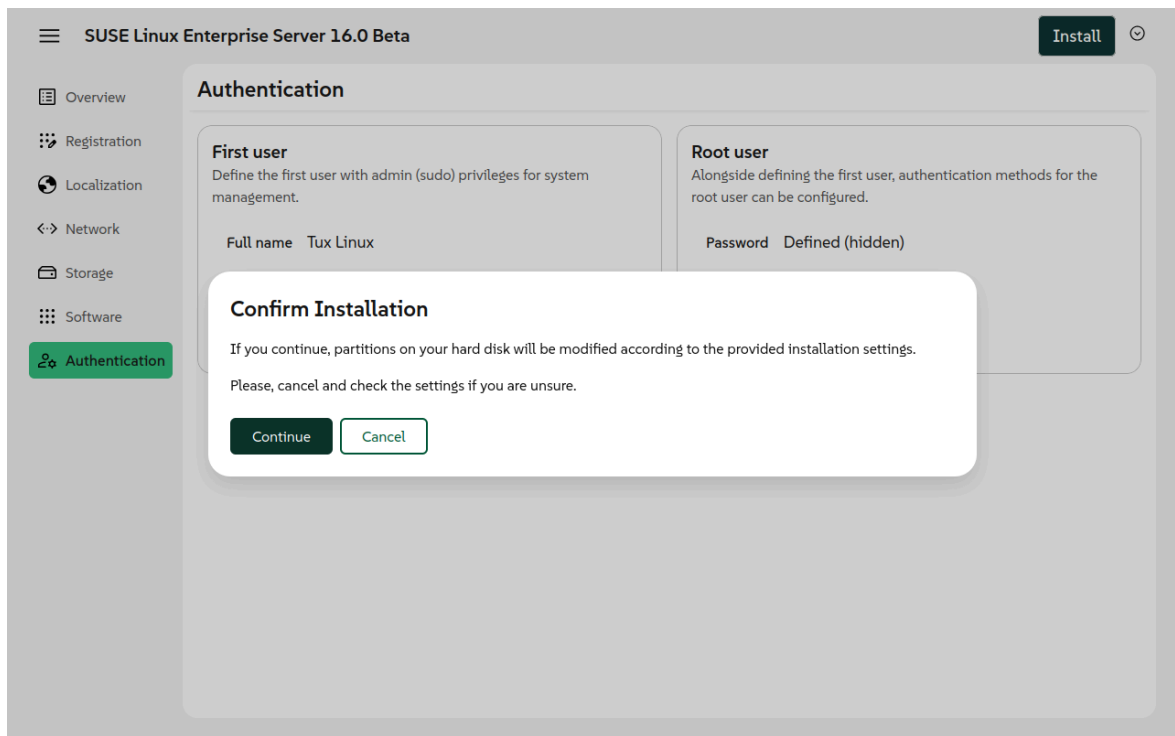 SUSE Linux Enterprise Server 16.0 Beta
Install
Overview
Registration
Localization
Network
Storage
Software
Authentication
Authentication
First user
Define the first user with admin (sudo) privileges for system
management.
Full name Tux Linux
Root user
Alongside defining the first user, authentication methods for the
root user can be configured.
Password Defined (hidden)
Confirm Installation
If you continue, partitions on your hard disk will be modified according to the provided installation settings.
Please, cancel and check the settings if you are unsure.
Continue
Cancel